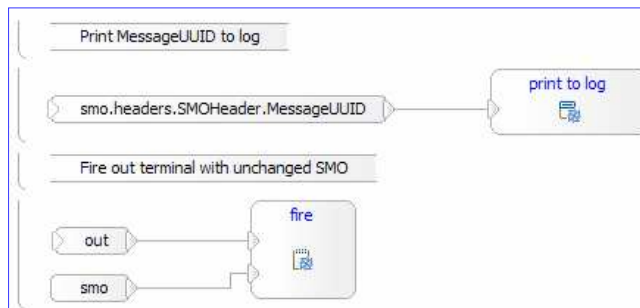 Print MessageUUID to log
print to log
smo.headers.SMOHeader.MessageUUID
Fire out terminal with unchanged SMO
fire
out
smo